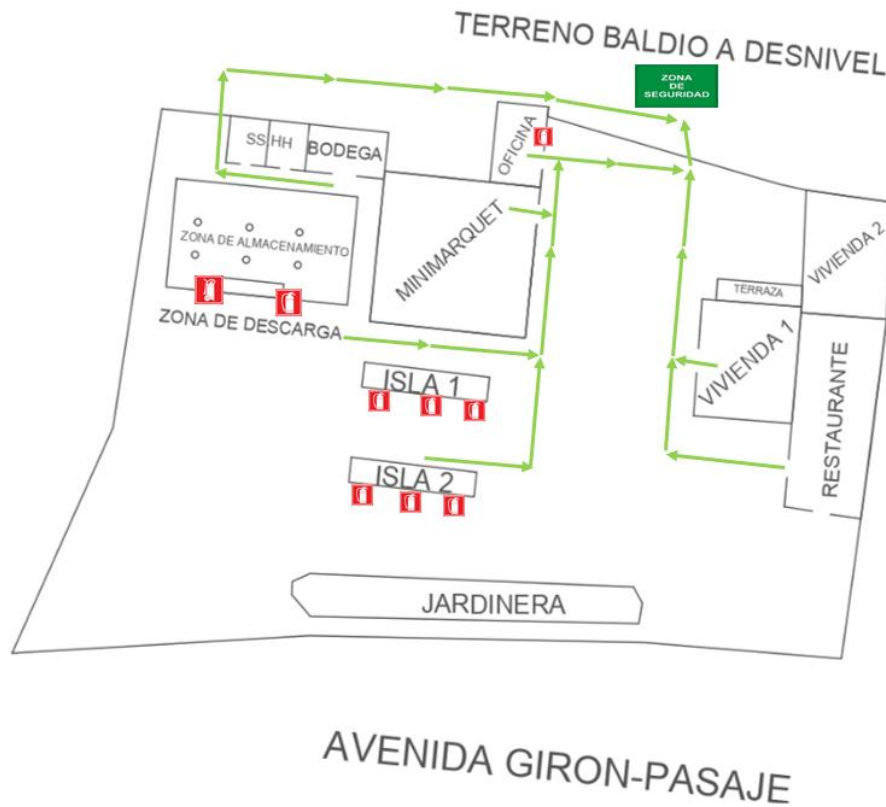 TERRENO BALDIO A DESNIVEL
ZONA
DE
SEGURIDAD
OFICINA
SS.HH
BODEGA
MINIMARQUET
ZONA DE ALMACENAMIENTO
VIVIENDA 2
TERRAZA
ZONA DE DESCARGA
VIVIENDA 1
ISLA 1
RESTAURANTE
ISLA 2
JARDINERA
AVENIDA GIRON-PASAJE